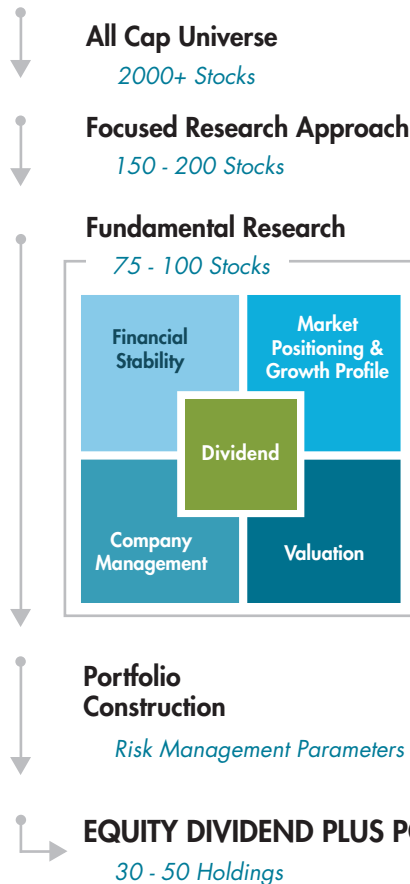 All Cap Universe
2000+ Stocks
Focused Research Approach
150 - 200 Stocks
Fundamental Research
75 - 100 Stocks
Financial
Stability
Market
Positioning &
Growth Profile
Dividend
Company
Management
Valuation
Portfolio
Construction
Risk Management Parameters
EQUITY DIVIDEND PLUS
30 - 50 Holdings